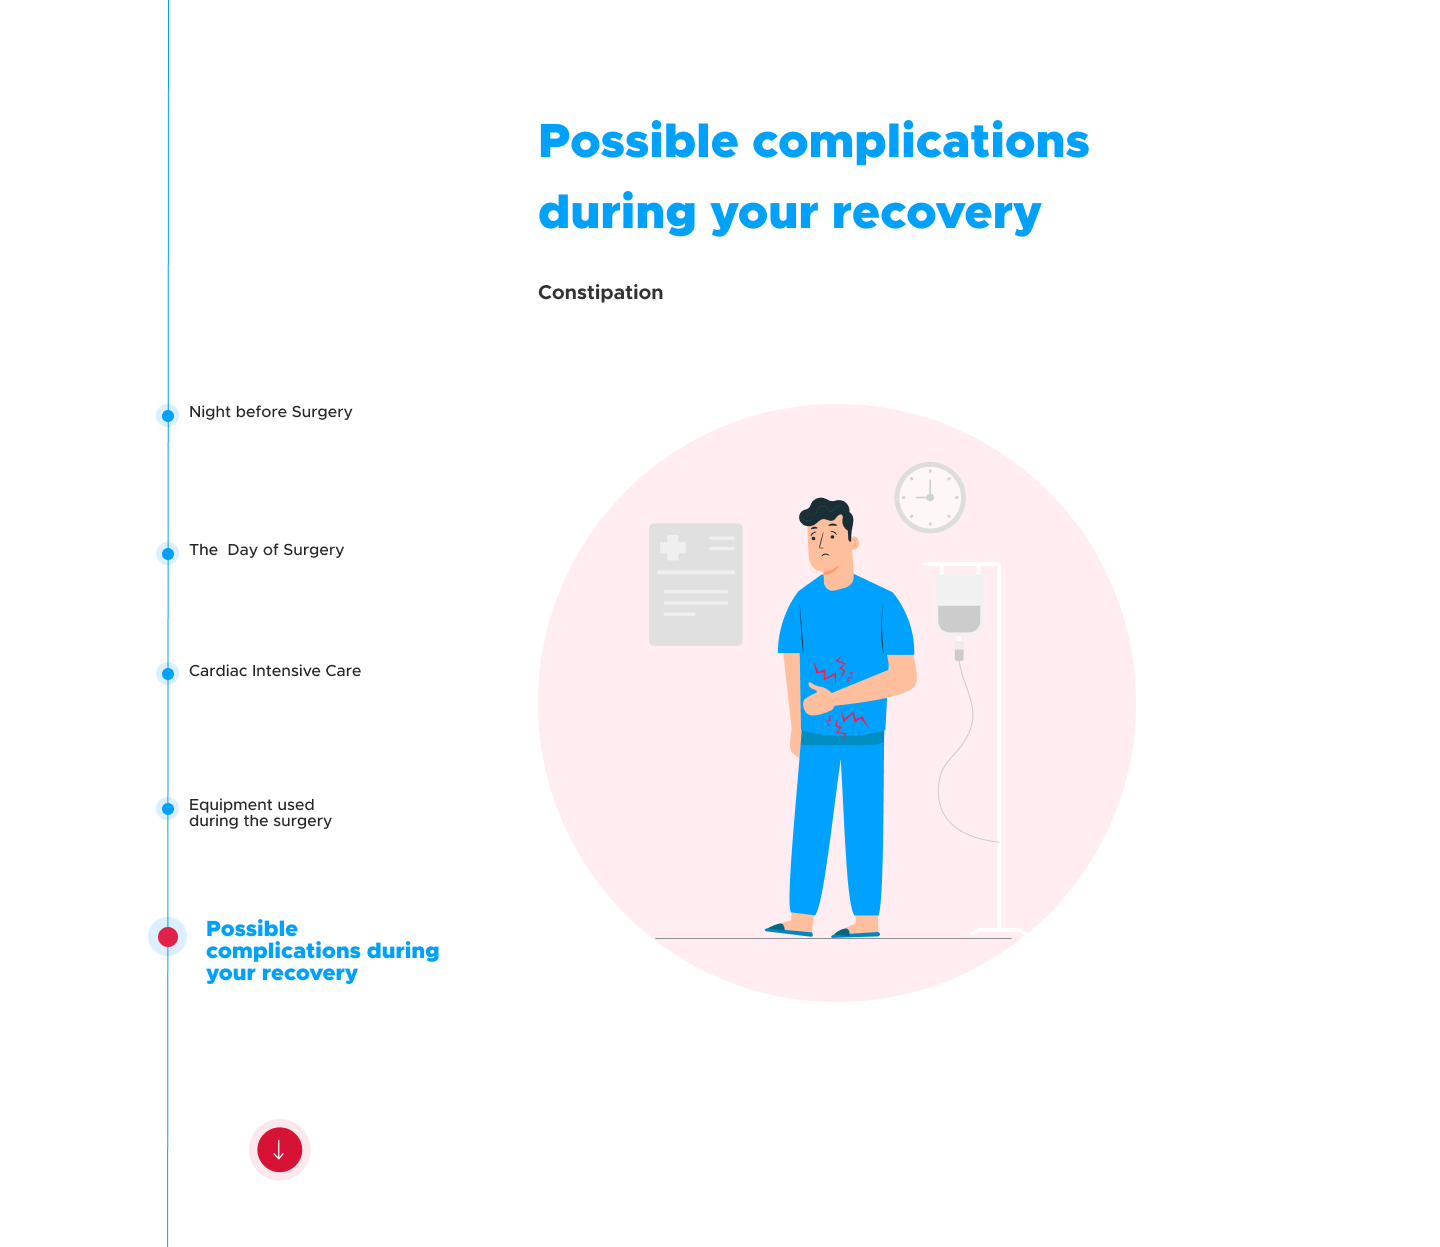 Possible complications
during your recovery
Constipation
Night before Surgery
The  Day of Surgery
Cardiac Intensive Care
Equipment used
during the surgery
Possible
complications during
your recovery